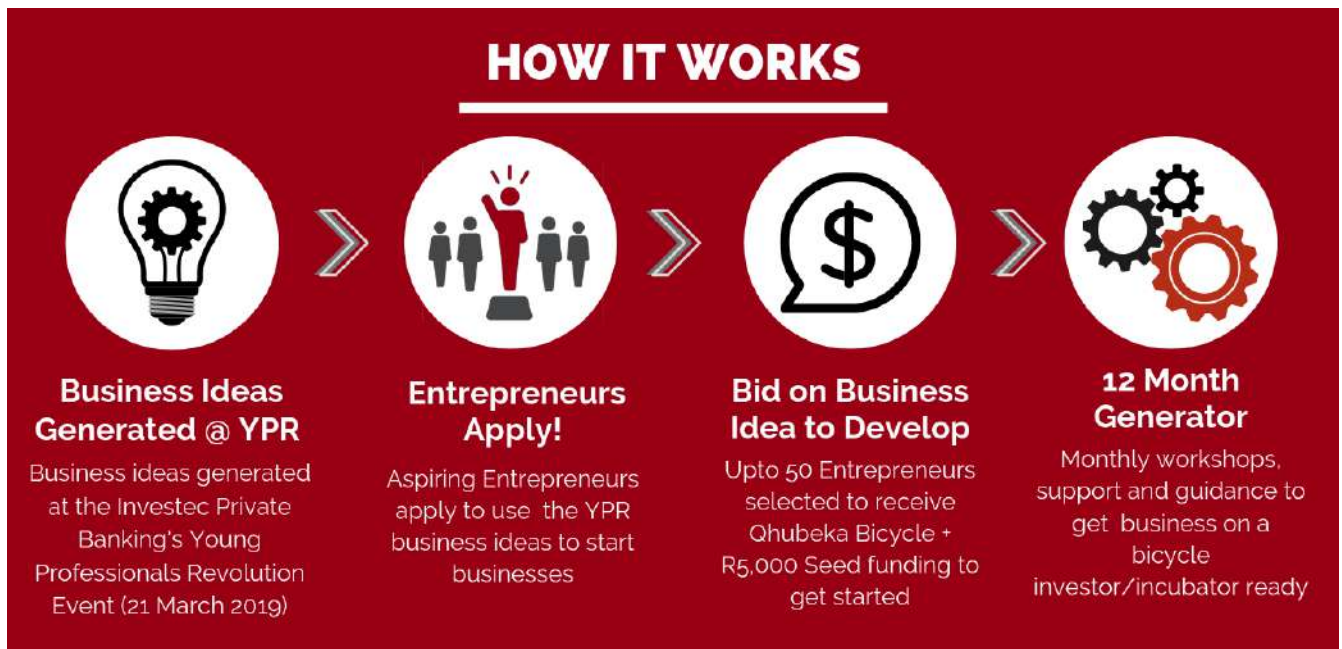 HOW IT WORKS
Business Ideas
Generated @ YPR
Business ideas generated
at the Investec Private
Banking's Young
Professionals Revolution
Event (21 March 2019)
Entrepreneurs
Apply!
Aspiring Entrepreneurs
apply to use the YPR
business ideas to start
businesses
$
Bid on Business
Idea to Develop
Upto 50 Entrepreneurs
selected to receive
Qhubeka Bicycle +
R5,000 Seed funding to
get started
12 Month
Generator
Monthly workshops,
support and guidance to
get business on a
bicycle
investor/incubator ready